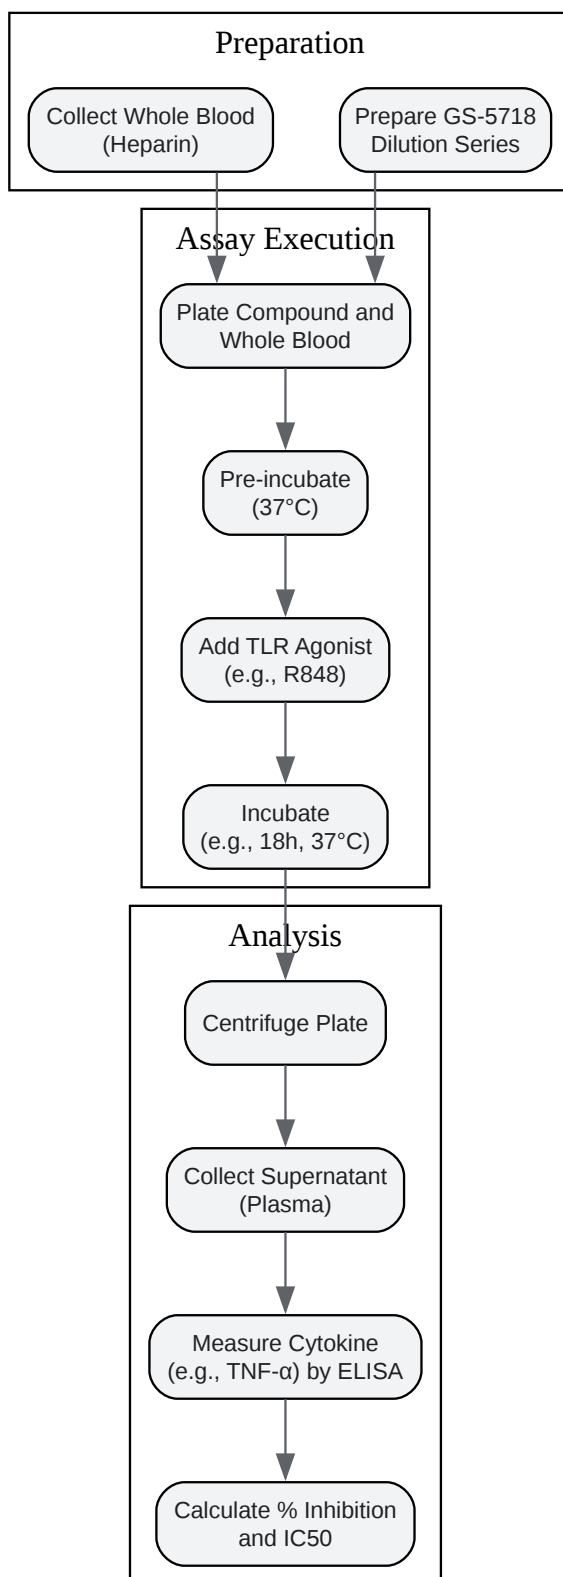 Preparation
Collect Whole Blood
(Heparin)
Prepare GS-5718
Dilution Series
Assay Execution
Plate Compound and
Whole Blood
Pre-incubate
(37°C)
Add TLR Agonist
(e.g., R848)
Incubate
(e.g., 18h, 37°C)
Analysis
Centrifuge Plate
Collect Supernatant
(Plasma)
Measure Cytokine
(e.g., TNF-α) by ELISA
Calculate % Inhibition
and IC50